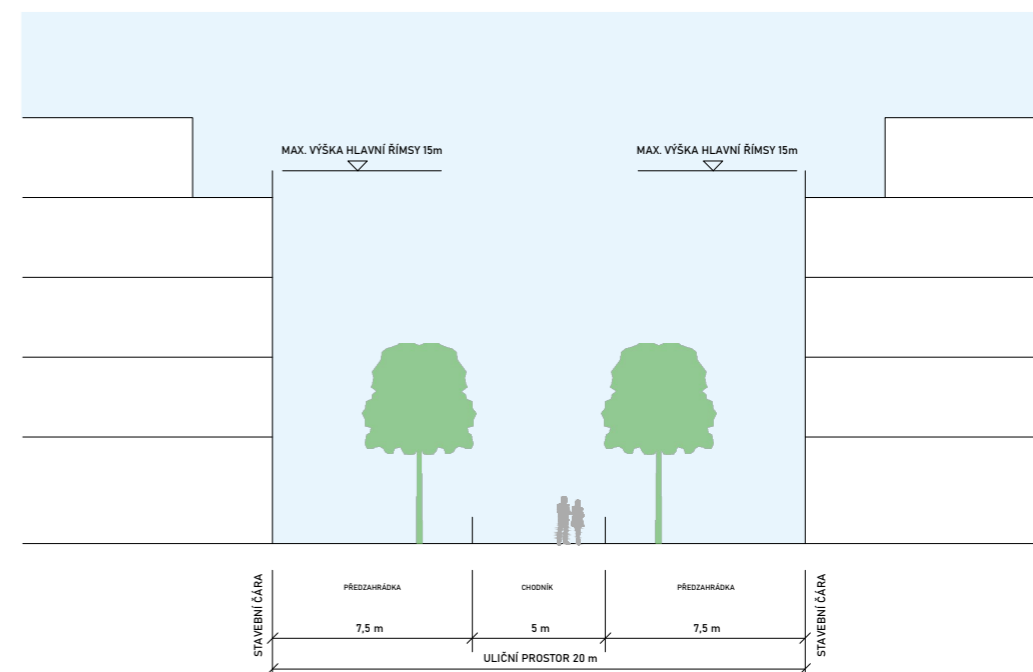 MAX. VÝŠKA HLAVNÍ ŘÍMSY 15m
MAX. VÝŠKA HLAVNÍ ŘÍMSY 15m
STAVEBNÍ ČÁRA
PŘEDZAHRÁDKA
CHODNÍK
PŘEDZAHRÁDKA
STAVEBNÍ ČÁRA
7,5 m
5 m
7,5 m
ULIČNÍ PROSTOR 20 m